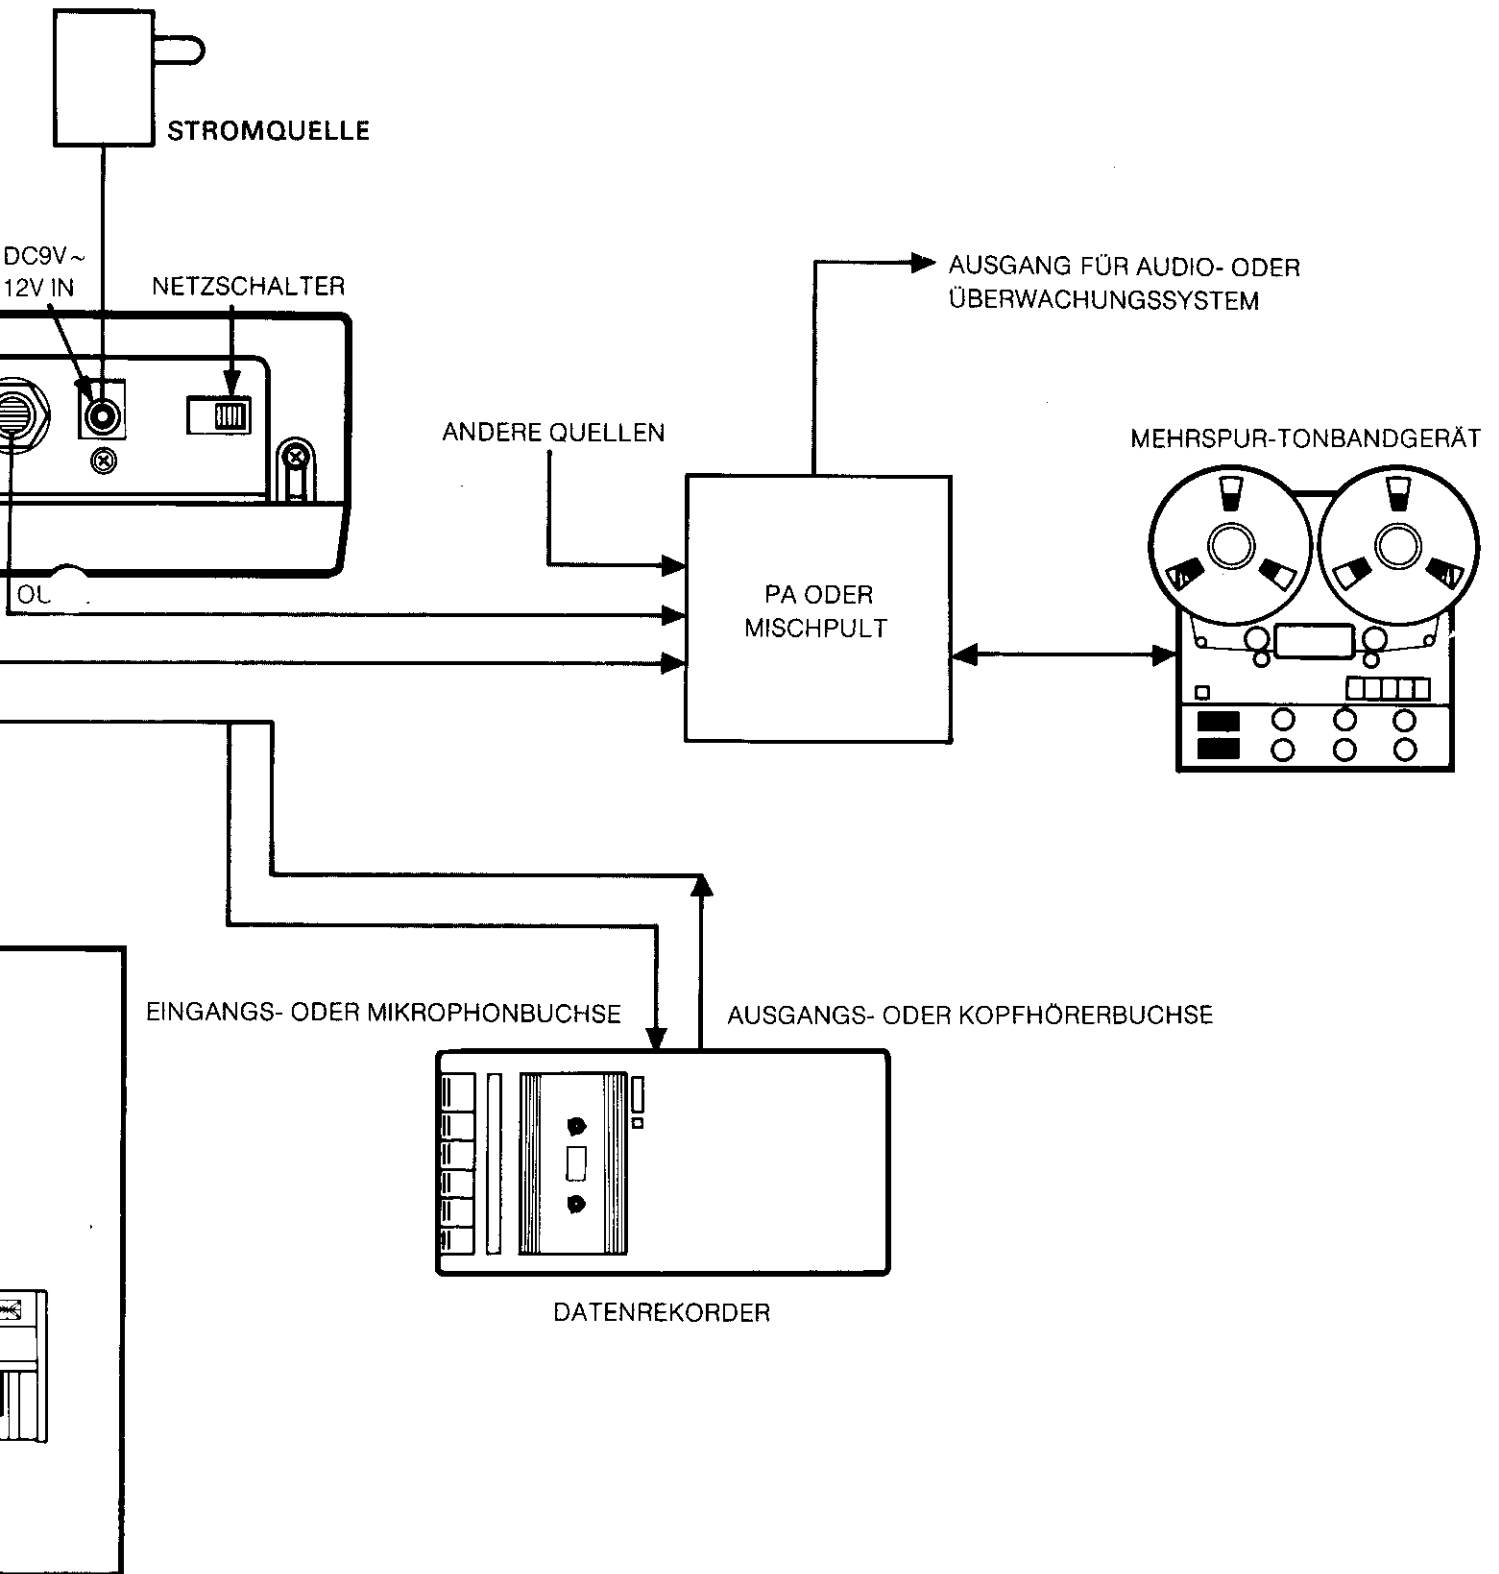 STROMQUELLE
DC9V~
12V IN
NETZSCHALTER
AUSGANG FÜR AUDIO- ODER
ÜBERWACHUNGSSYSTEM
ANDERE QUELLEN
MEHRSPUR-TONBANDGERÄT
PA ODER
MISCHPULT
EINGANGS- ODER MIKROPHONBUCHSE
AUSGANGS- ODER KOPFHÖRERBUCHSE
DATENREKORDER